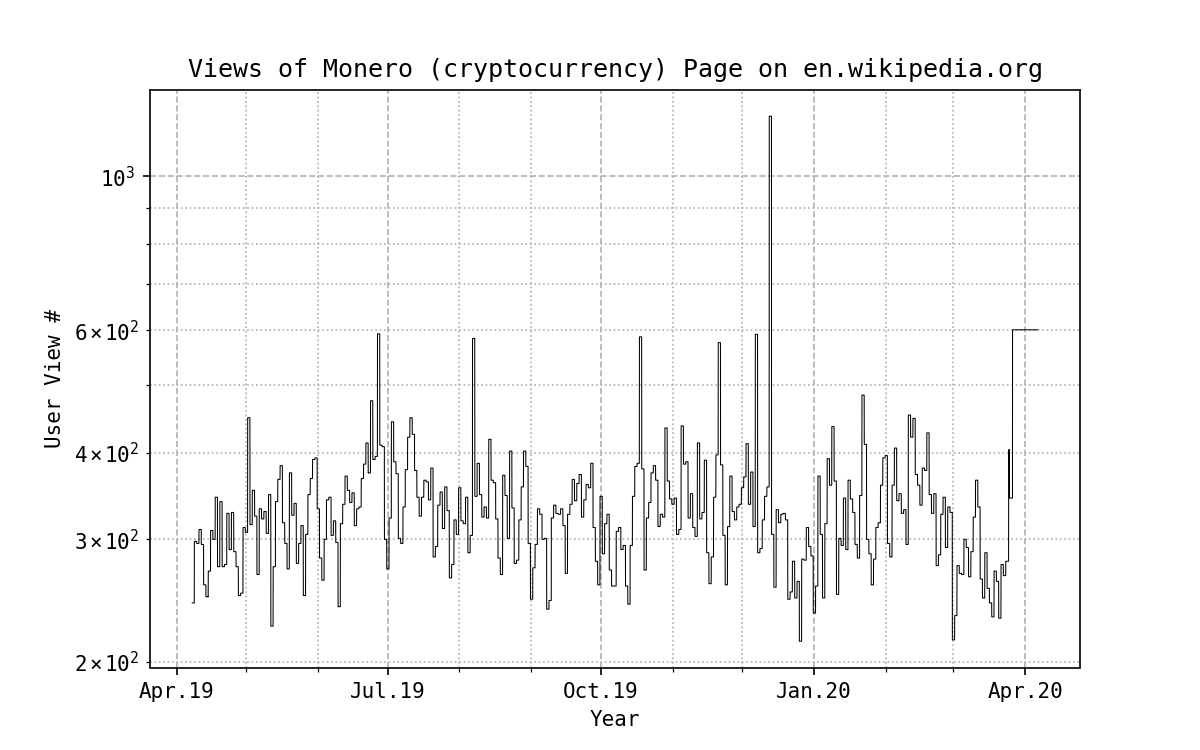 Views of Monero (cryptocurrency) Page on en.wikipedia.org
User View #
10³
6×10²
4×10²
3×10²
2×10²
Apr.19 Jul.19 Oct.19 Jan.20 Apr.20
Year